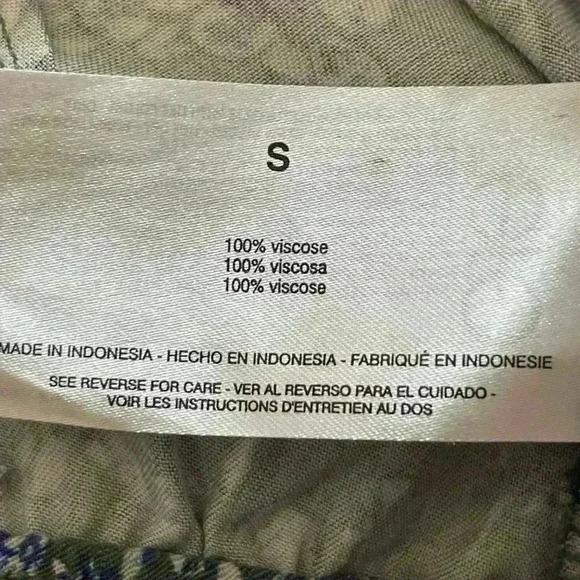 S
100% viscose
100% viscosa
100% viscose
MADE IN INDONESIA - HECHO EN INDONESIA - FABRIQUÉ EN INDONESIE
SEE REVERSE FOR CARE - VER AL REVERSO PARA EL CUIDADO -
VOIR LES INSTRUCTIONS D'ENTRETIEN AU DOS